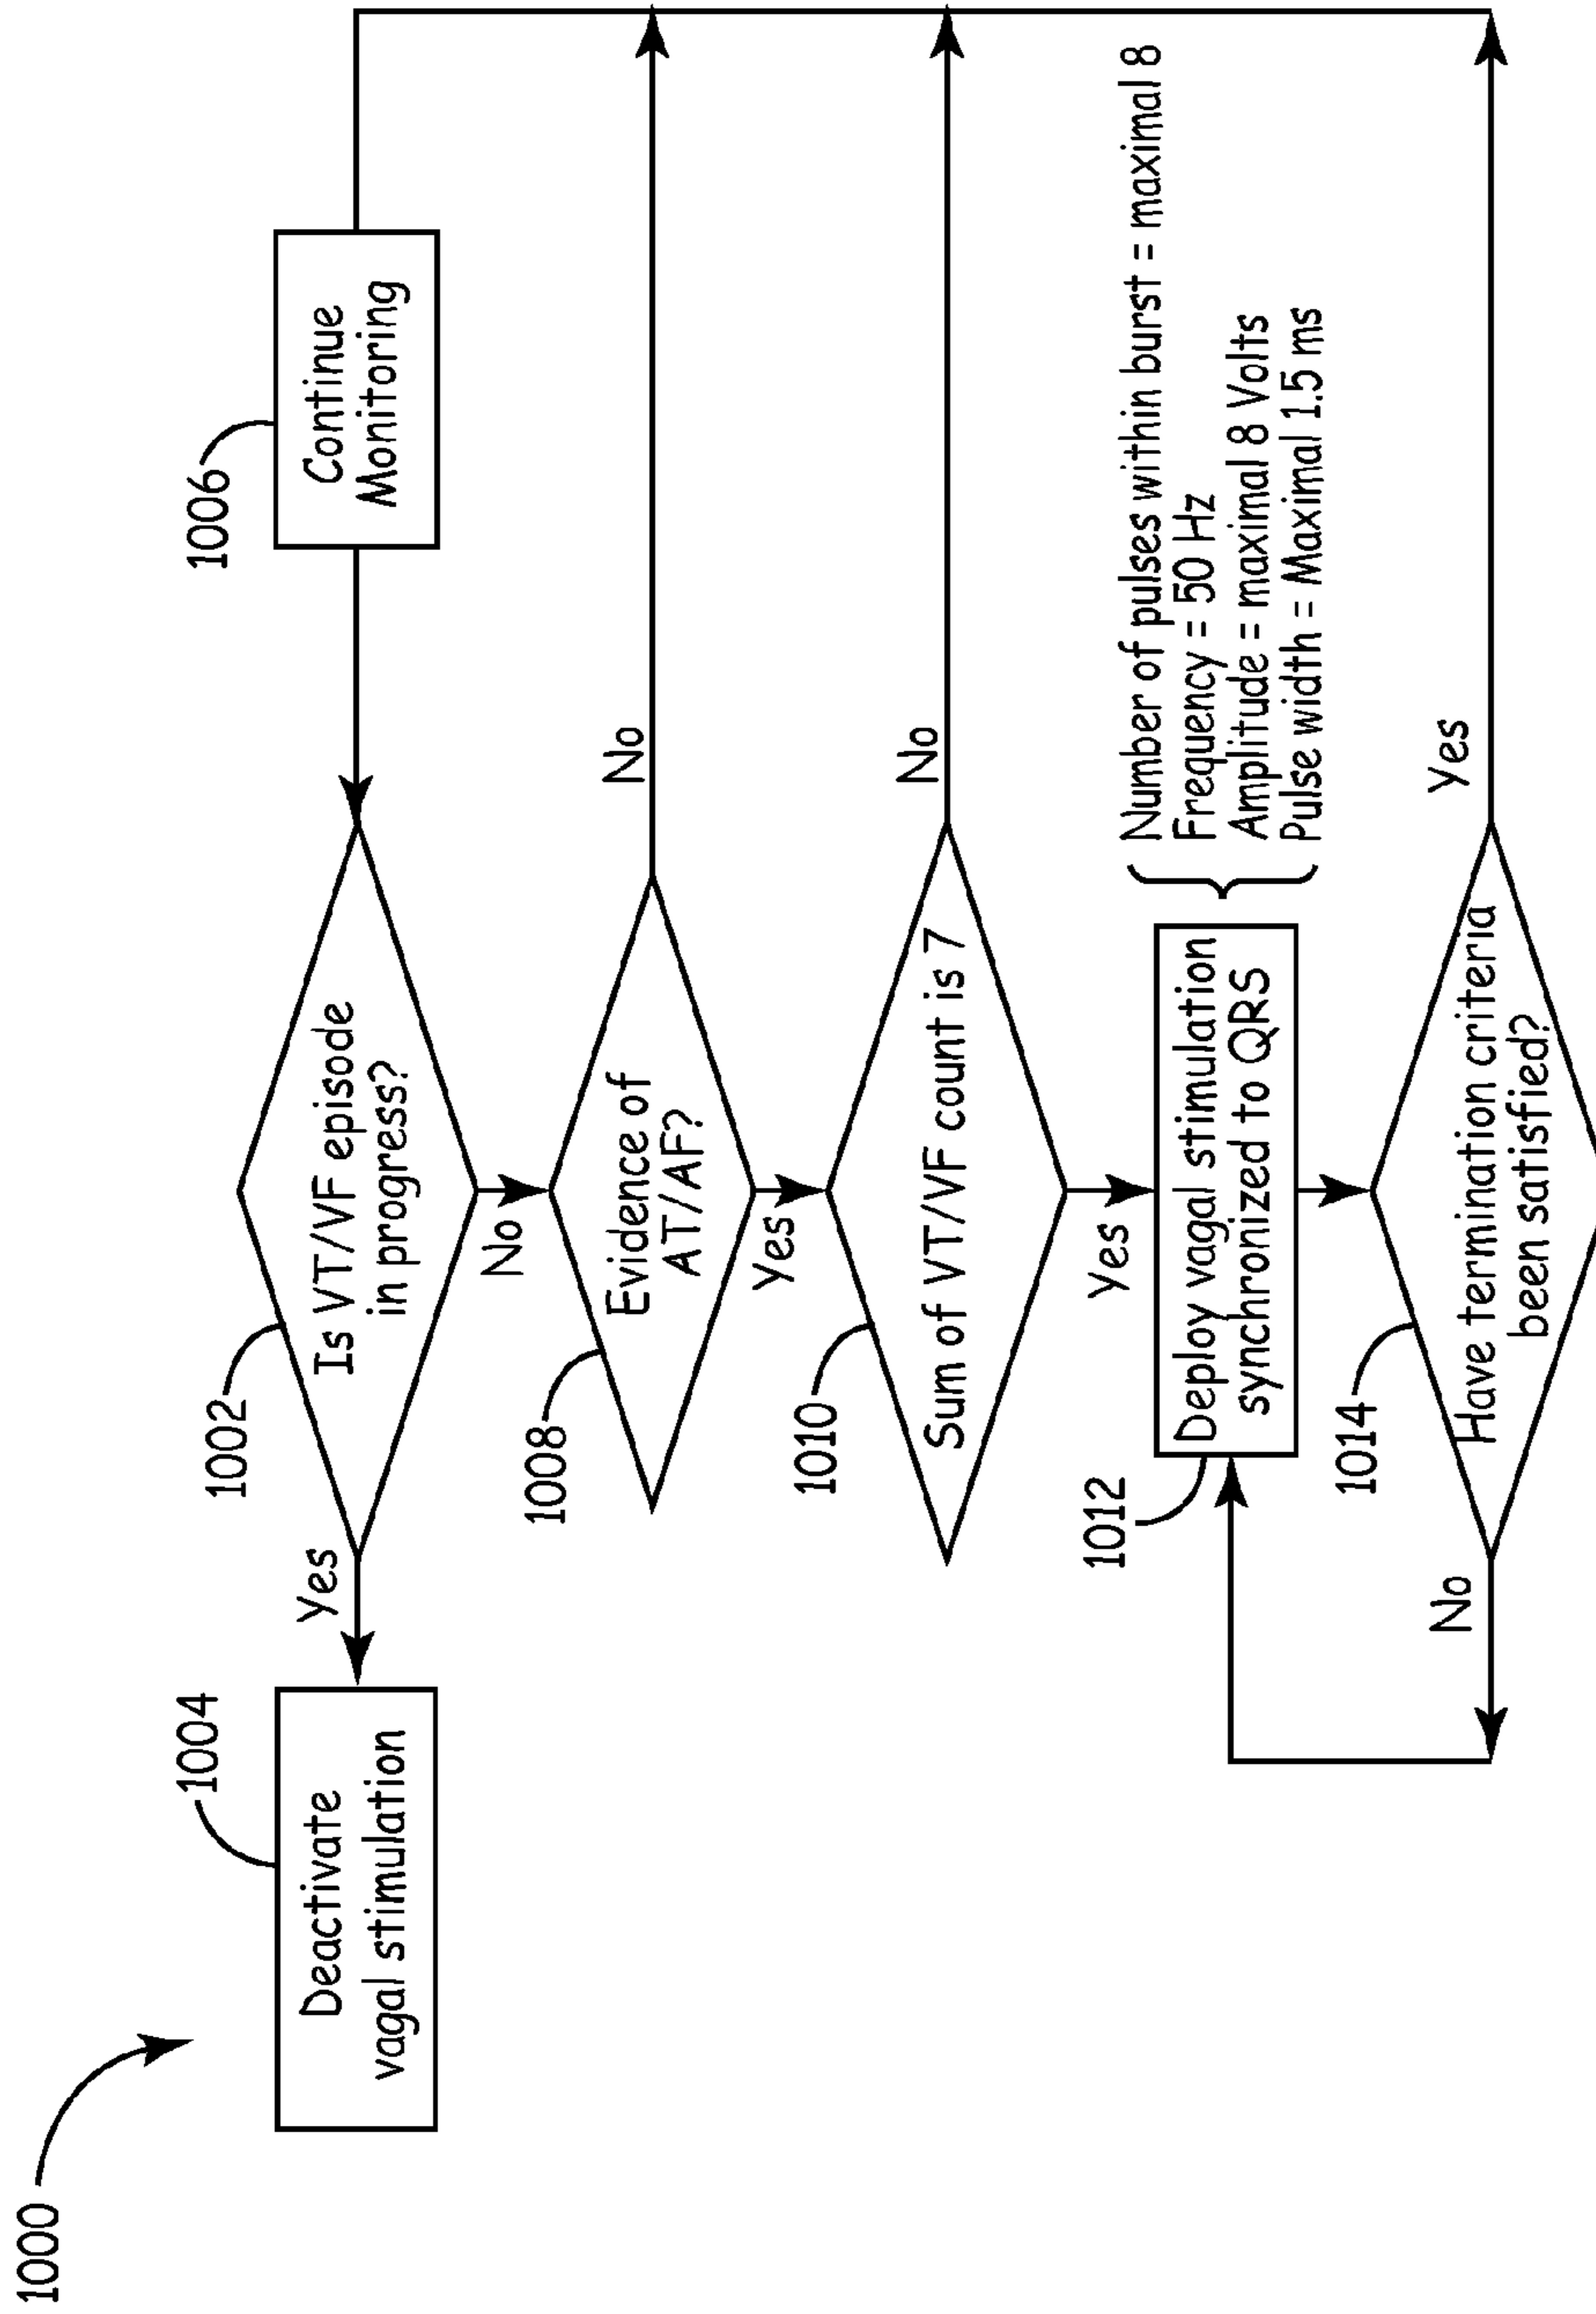 1000
1004
Deactivate
vagal stimulation
Yes
1002
Is VT/VF episode
in progress?
1006
Continue
Monitoring
No
1008
Evidence of
AT/AF?
No
Yes
1010
Sum of VT/VF count is 7
No
Yes
1012
Deploy vagal stimulation
synchronized to QRS
Number of pulses within burst = maximal 8
Frequency = 50 Hz
Amplitude = maximal 8 Volts
Pulse width = Maximal 1.5 ms
1014
Have termination criteria
been satisfied?
No
Yes